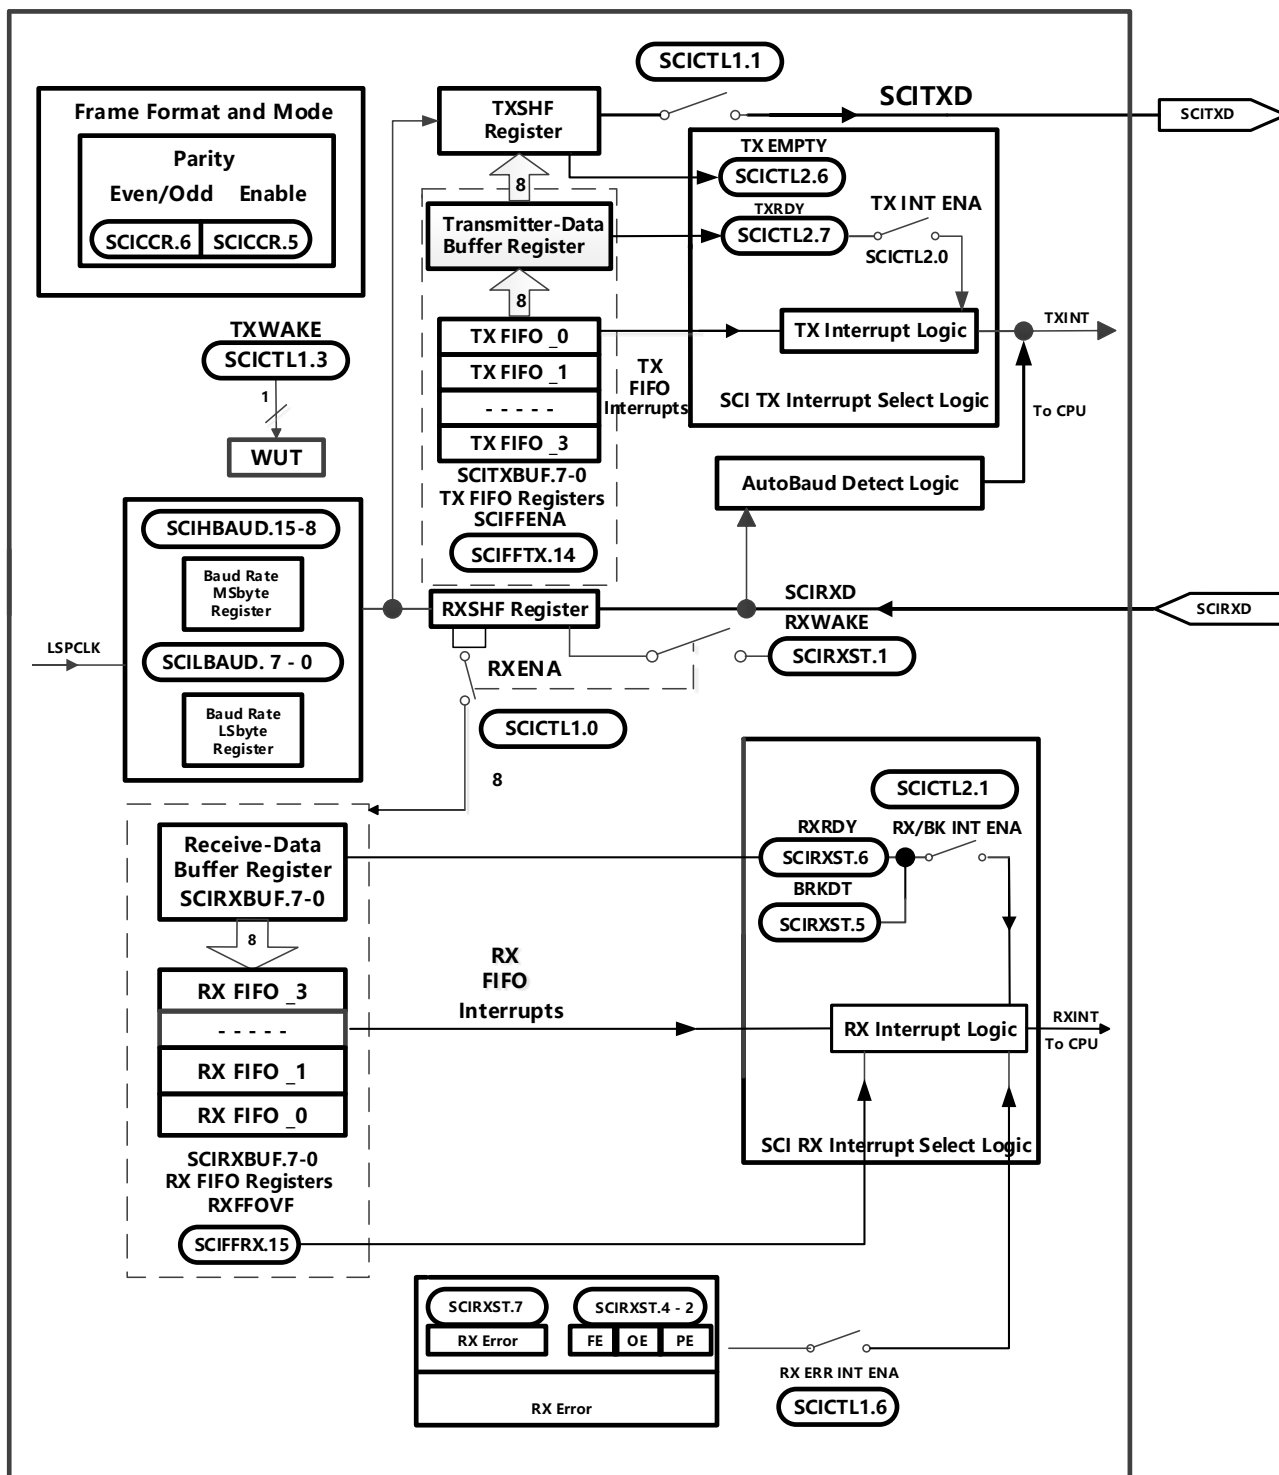 SCICTL1.1
Frame Format and Mode
Parity
Even/Odd Enable
SCICCR.6 SCICCR.5
TXSHF
Register
SCITXD
SCITXD
8
TX EMPTY
SCICTL2.6
Transmitter-Data
Buffer Register
TXRDY
SCICTL2.7
TX INT ENA
SCICTL2.0
8
TXWAKE
SCICTL1.3
1
WUT
TX FIFO _0
TX FIFO _1
- - - - -
TX FIFO _3
TX
FIFO
Interrupts
TX Interrupt Logic
TXINT
SCI TX Interrupt Select Logic
To CPU
SCITXBUF.7-0
TX FIFO Registers
SCIFFENA
SCIFFTX.14
AutoBaud Detect Logic
SCIHBAUD.15-8
Baud Rate
MSbyte
Register
LSPCLK
SCILBAUD. 7 - 0
Baud Rate
LSbyte
Register
RXSHF Register
SCIRXD
SCIRXD
RXWAKE
SCIRXST.1
RXENA
SCICTL1.0
8
SCICTL2.1
Receive-Data
Buffer Register
SCIRXBUF.7-0
RXRDY
SCIRXST.6
RX/BK INT ENA
BRKDT
SCIRXST.5
8
RX
FIFO
Interrupts
RX FIFO _3
- - - - -
RX FIFO _1
RX FIFO _0
RX Interrupt Logic
RXINT
To CPU
SCI RX Interrupt Select Logic
SCIRXBUF.7-0
RX FIFO Registers
RXFFOVF
SCIFFRX.15
SCIRXST.7
SCIRXST.4 - 2
RX Error
FE OE PE
RX Error
RX ERR INT ENA
SCICTL1.6